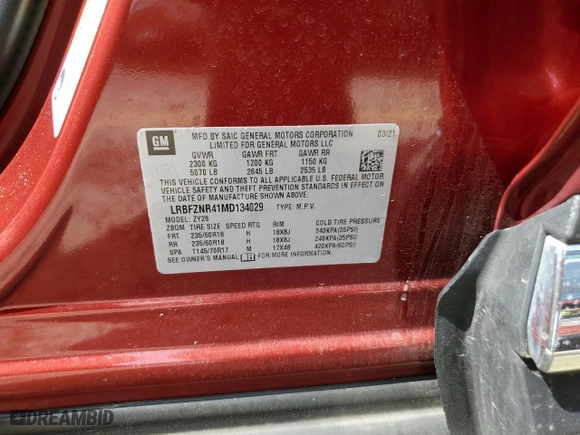 GM
MFD BY SAIC GENERAL MOTORS CORPORATION 03/21
LIMITED FOR GENERAL MOTORS LLC
GVWR GAWR FRT GAWR RR
2300 KG 1200 KG 1150 KG
5070 LB 2645 LB 2535 LB
THIS VEHICLE CONFORMS TO ALL APPLICABLE U.S. FEDERAL MOTOR
VEHICLE SAFETY AND THEFT PREVENTION STANDARDS IN EFFECT ON
THE DATE OF MANUFACTURE SHOWN ABOVE.
LRBFZNR41MD134029 TYPE: M.P.V.
MODEL: ZY26
ZBDM TIRE SIZE SPEED RTG RIM COLD TIRE PRESSURE
FRT 235/60R18 H 18X8J 240KPA(35PSI)
RR 235/60R18 H 18X8J 240KPA(35PSI)
SPA T145/70R17 M 17X4B 420KPA(60PSI)
SEE OWNER'S MANUAL FOR MORE INFORMATION.
DREAMBID